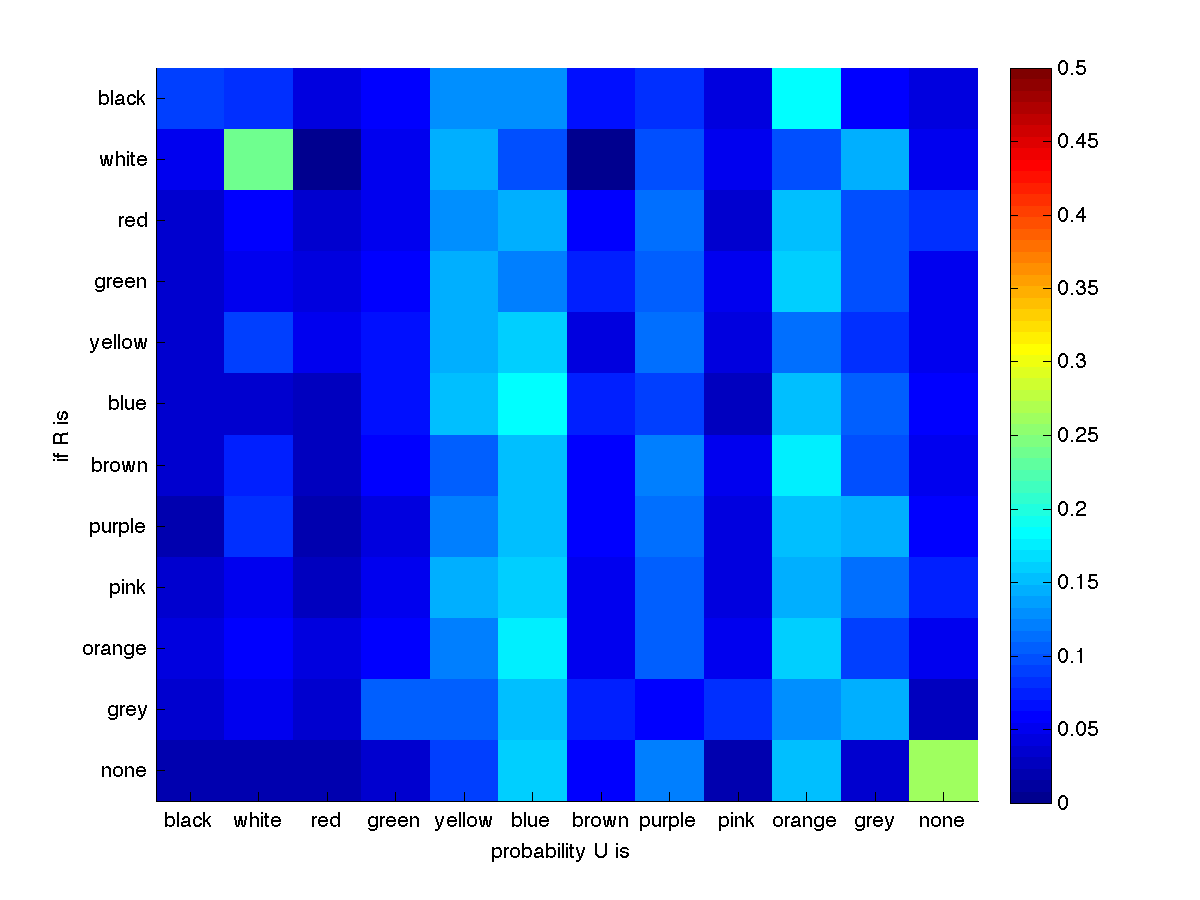 black
white
red
green
yellow
blue
brown
purple
pink
orange
grey
none
if R is
black white red green yellow blue brown purple pink orange grey none
probability U is
0.5
0.45
0.4
0.35
0.3
0.25
0.2
0.15
0.1
0.05
0